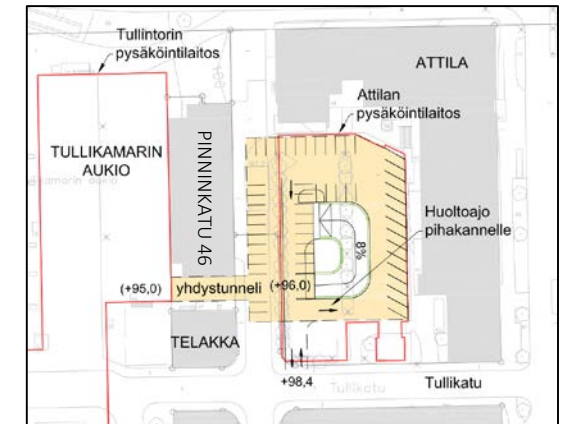 Tullintorin
pysäköintilaitos
ATTILA
Attilan
pysäköintilaitos
TULLIKAMARIN
AUKIO
PINNINKATU 46
Huoltoajo
pihakannelle
8%
(+95,0)
yhdystunneli
(+96,0)
TELAKKA
+98,4
Tullikatu
Tullikatu